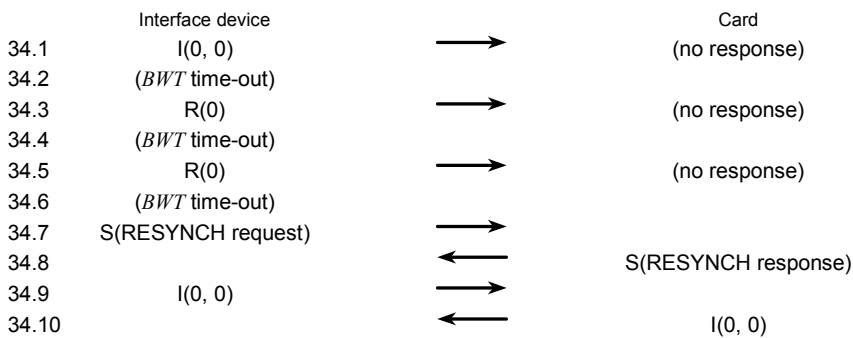 Interface device Card
34.1 I(0, 0) (no response)
34.2 (BWT time-out)
34.3 R(0) (no response)
34.4 (BWT time-out)
34.5 R(0) (no response)
34.6 (BWT time-out)
34.7 S(RESYNCH request)
34.8 S(RESYNCH response)
34.9 I(0, 0)
34.10 I(0, 0)